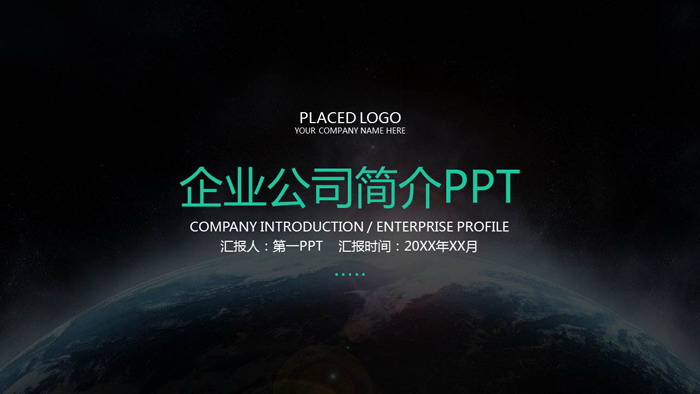 PLACED LOGO
YOUR COMPANY NAME HERE
企业公司简介PPT
COMPANY INTRODUCTION / ENTERPRISE PROFILE
汇报人：第一PPT 汇报时间：20XX年XX月